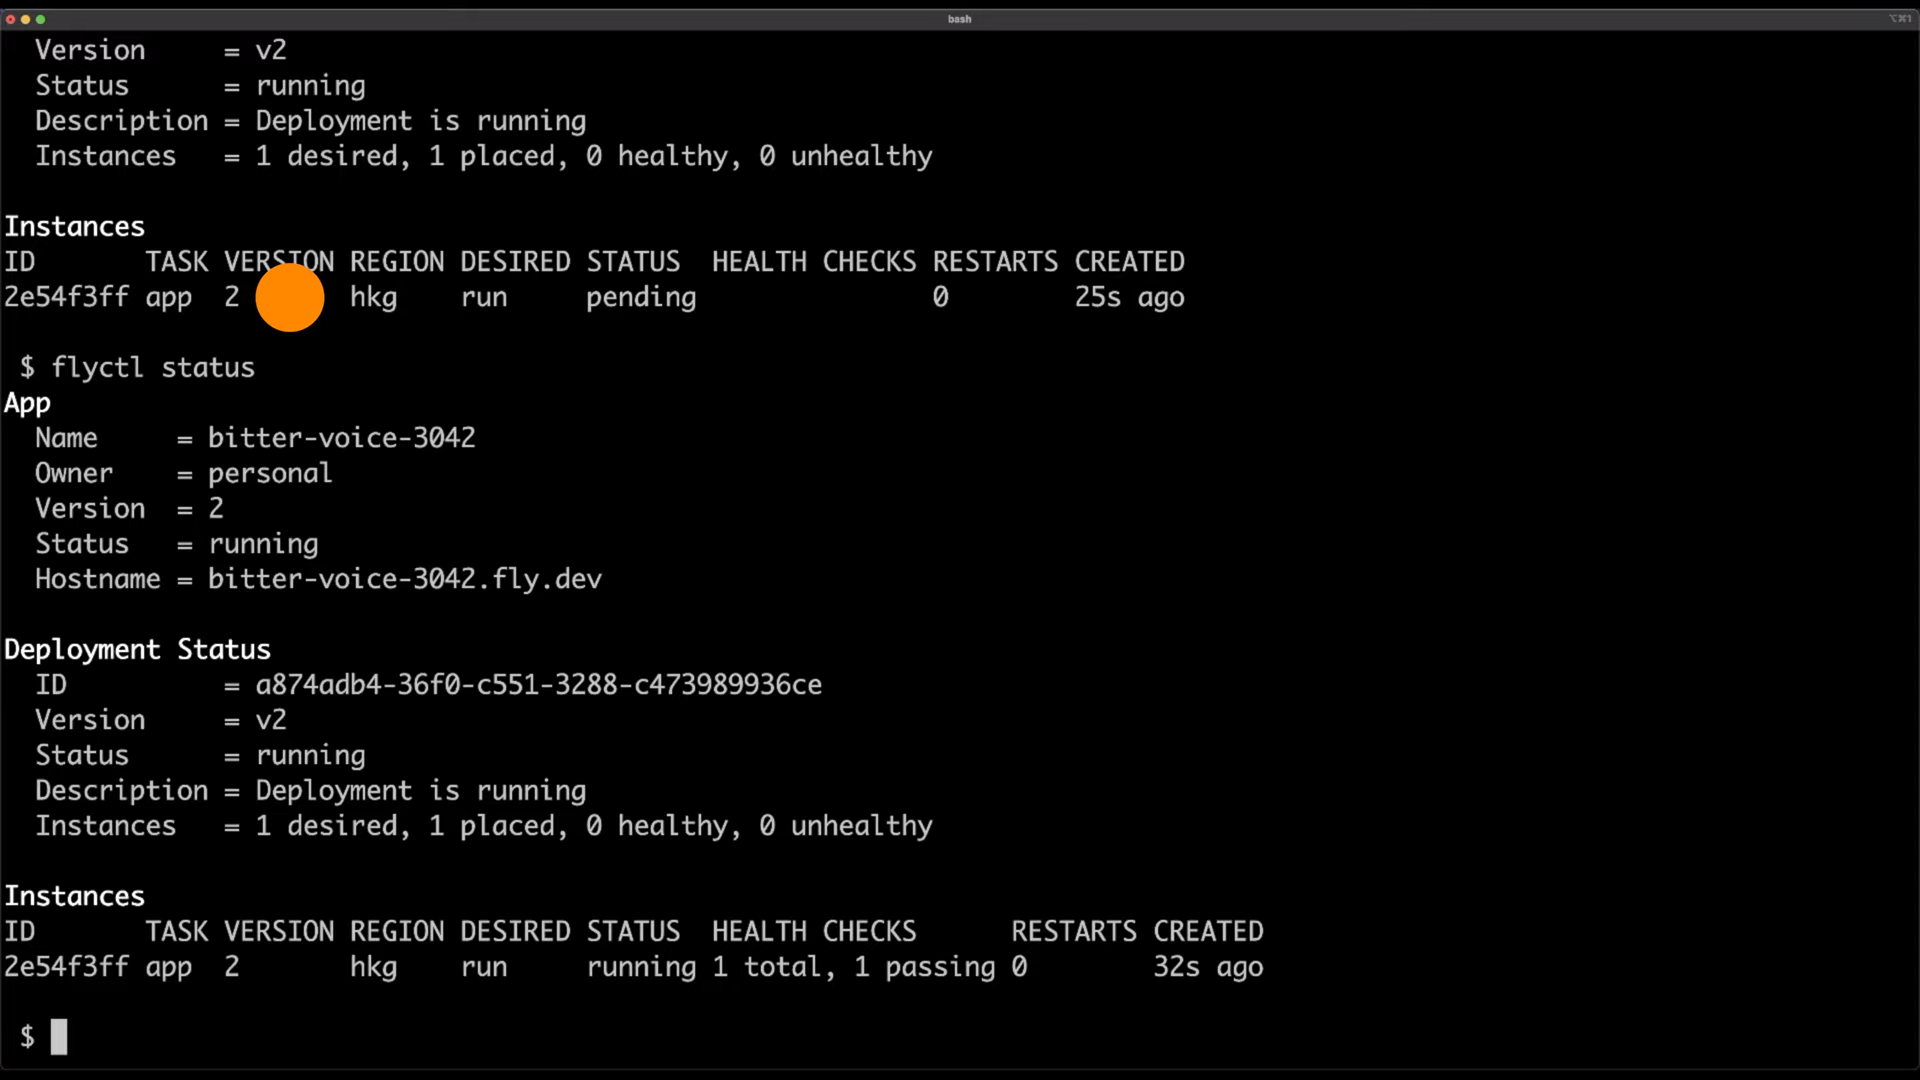 bash
⌥⌘1
Version = v2
Status = running
Description = Deployment is running
Instances = 1 desired, 1 placed, 0 healthy, 0 unhealthy
Instances
ID TASK VERSION REGION DESIRED STATUS HEALTH CHECKS RESTARTS CREATED
2e54f3ff app 2 hkg run pending 0 25s ago
$ flyctl status
App
Name = bitter-voice-3042
Owner = personal
Version = 2
Status = running
Hostname = bitter-voice-3042.fly.dev
Deployment Status
ID = a874adb4-36f0-c551-3288-c473989936ce
Version = v2
Status = running
Description = Deployment is running
Instances = 1 desired, 1 placed, 0 healthy, 0 unhealthy
Instances
ID TASK VERSION REGION DESIRED STATUS HEALTH CHECKS RESTARTS CREATED
2e54f3ff app 2 hkg run running 1 total, 1 passing 0 32s ago
$